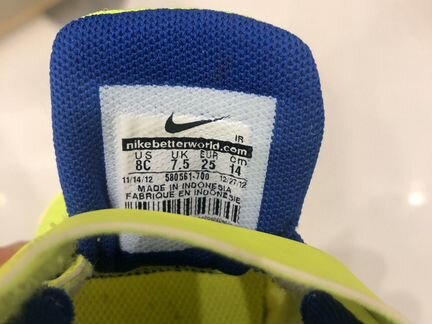 IR
nikebetterworld.com
US UK EUR cm
8C 7.5 25 14
11/14/12 580561-700 12/27/12
MADE IN INDONESIA
FABRIQUE EN INDONESIE